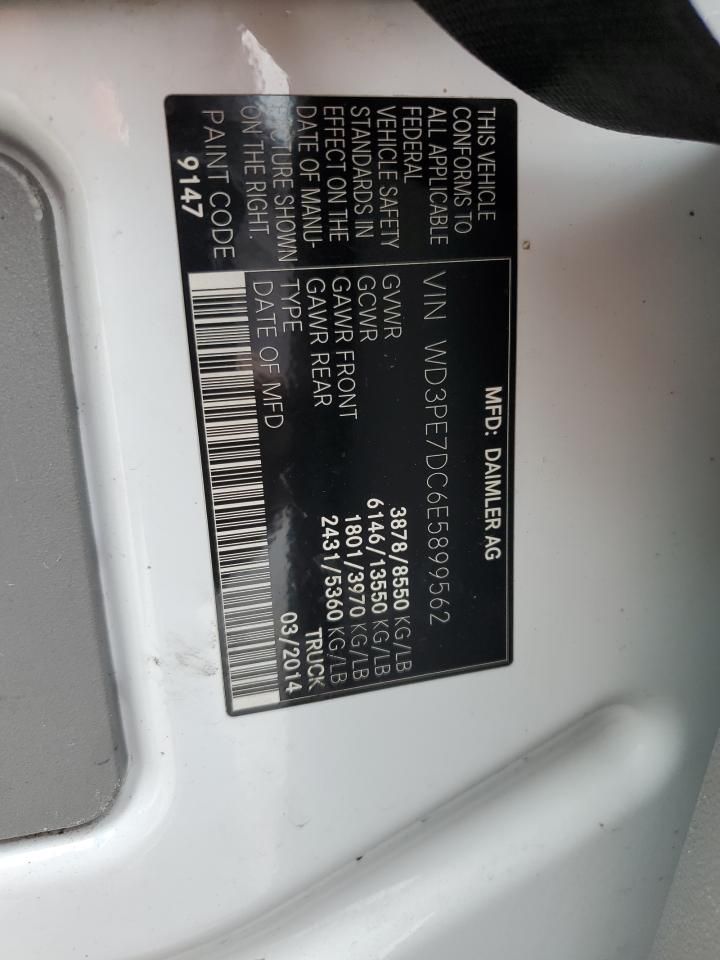 MFD: DAIMLER AG
VIN WD3PE7DC6E5899562
THIS VEHICLE
CONFORMS TO
ALL APPLICABLE
FEDERAL
VEHICLE SAFETY
STANDARDS IN
EFFECT ON THE
DATE OF MANU-
FACTURE SHOWN
ON THE RIGHT.
PAINT CODE
9147
GVWR 3878/8550 KG/LB
GCWR 6146/13550 KG/LB
GAWR FRONT 1801/3970 KG/LB
GAWR REAR 2431/5360 KG/LB
TYPE TRUCK
DATE OF MFD 03/2014